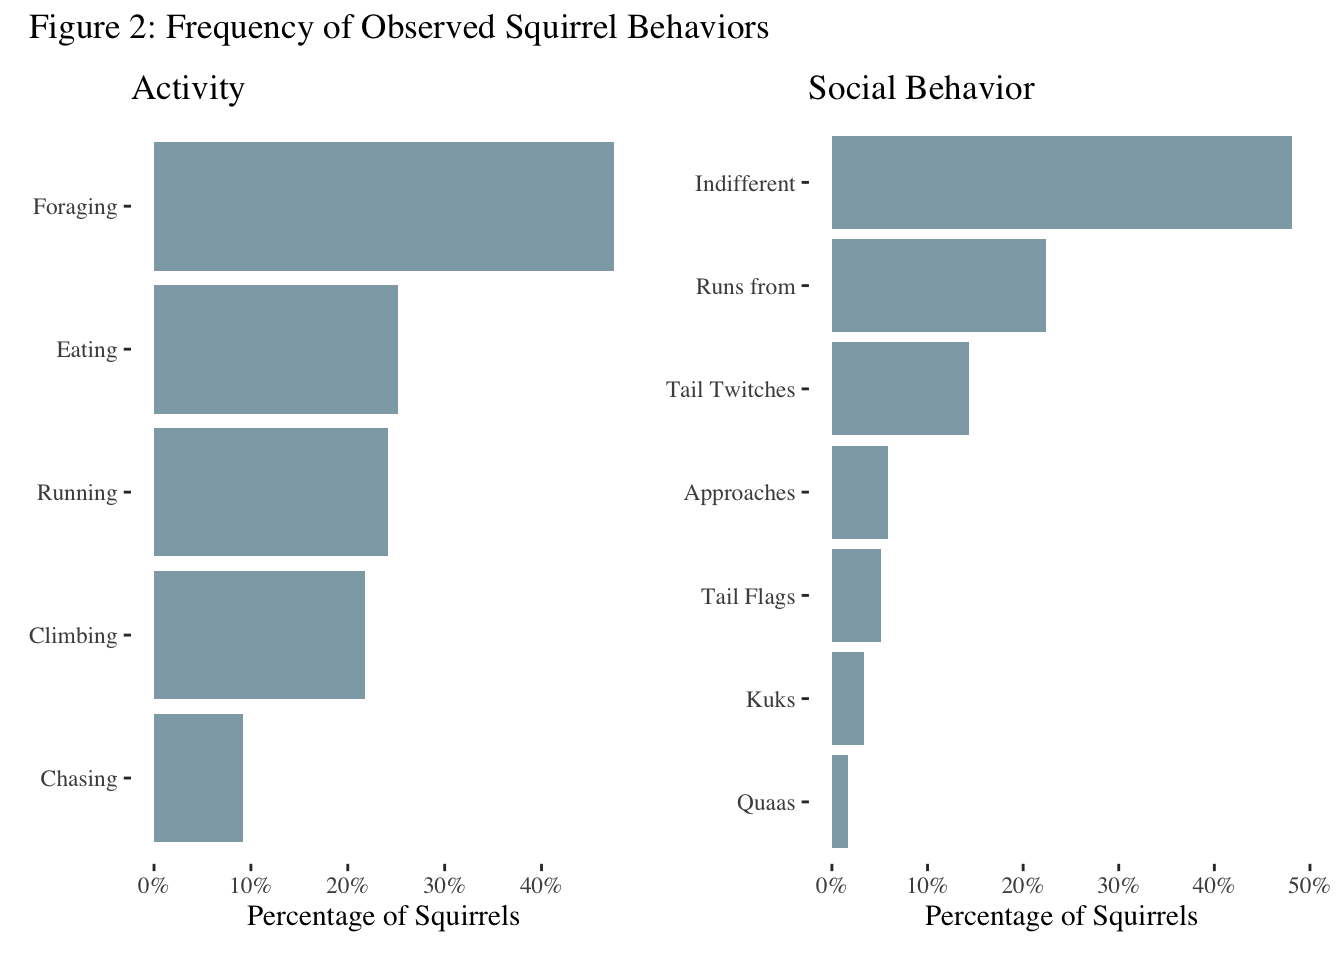 Figure 2: Frequency of Observed Squirrel Behaviors
Activity
Foraging
Eating
Running
Climbing
Chasing
0% 10% 20% 30% 40%
Percentage of Squirrels
Social Behavior
Indifferent
Runs from
Tail Twitches
Approaches
Tail Flags
Kuks
Quaas
0% 10% 20% 30% 40% 50%
Percentage of Squirrels